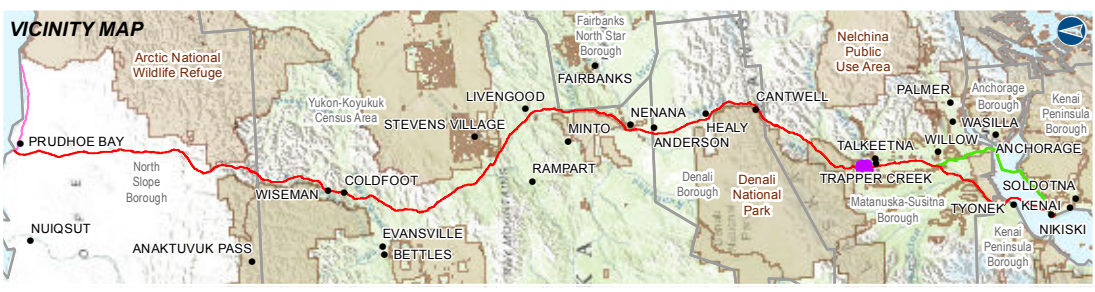 VICINITY MAP
Arctic National
Wildlife Refuge
Yukon-Koyukuk
Census Area
Fairbanks
North Star
Borough
FAIRBANKS
Nelchina
Public
Use Area
PALMER
Anchorage
Borough
WASILLA
Kenai
Peninsula
Borough
PRUDHOE BAY
North
Slope
Borough
NUIQSUT
ANAKTUVUK PASS
WISEMAN
COLDFOOT
EVANSVILLE
BETTLES
LIVENGOOD
STEVENS VILLAGE
MINTO
RAMPART
NENANA
ANDERSON
HEALY
CANTWELL
Denali
Borough
Denali
National
Park
TALKEETNA
TRAPPER CREEK
Matanuska-Susitna
Borough
WILLOW
ANCHORAGE
SOLDOTNA
TYONEK
KENAI
NIKISKI
Kenai
Peninsula
Borough